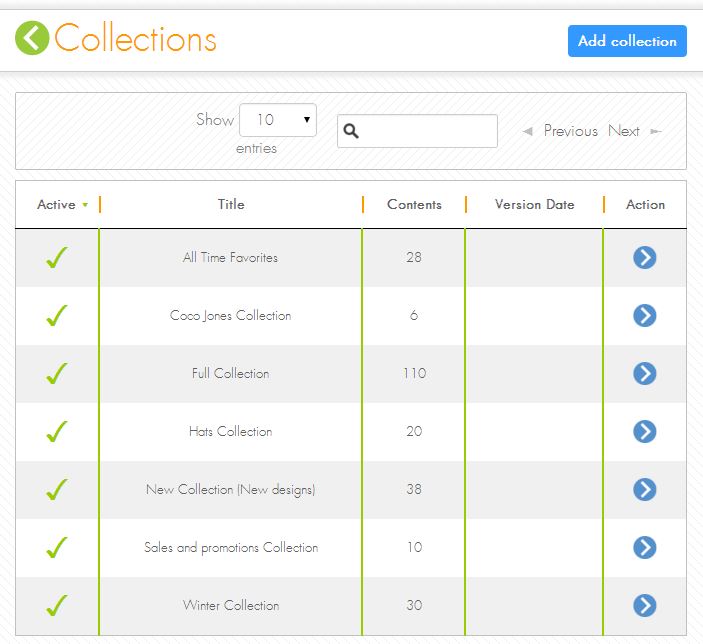 Collections
Add collection
Show 10
entries
Previous Next
Active Title Contents Version Date Action
All Time Favorites 28
Coco Jones Collection 6
Full Collection 110
Hats Collection 20
New Collection (New designs) 38
Sales and promotions Collection 10
Winter Collection 30